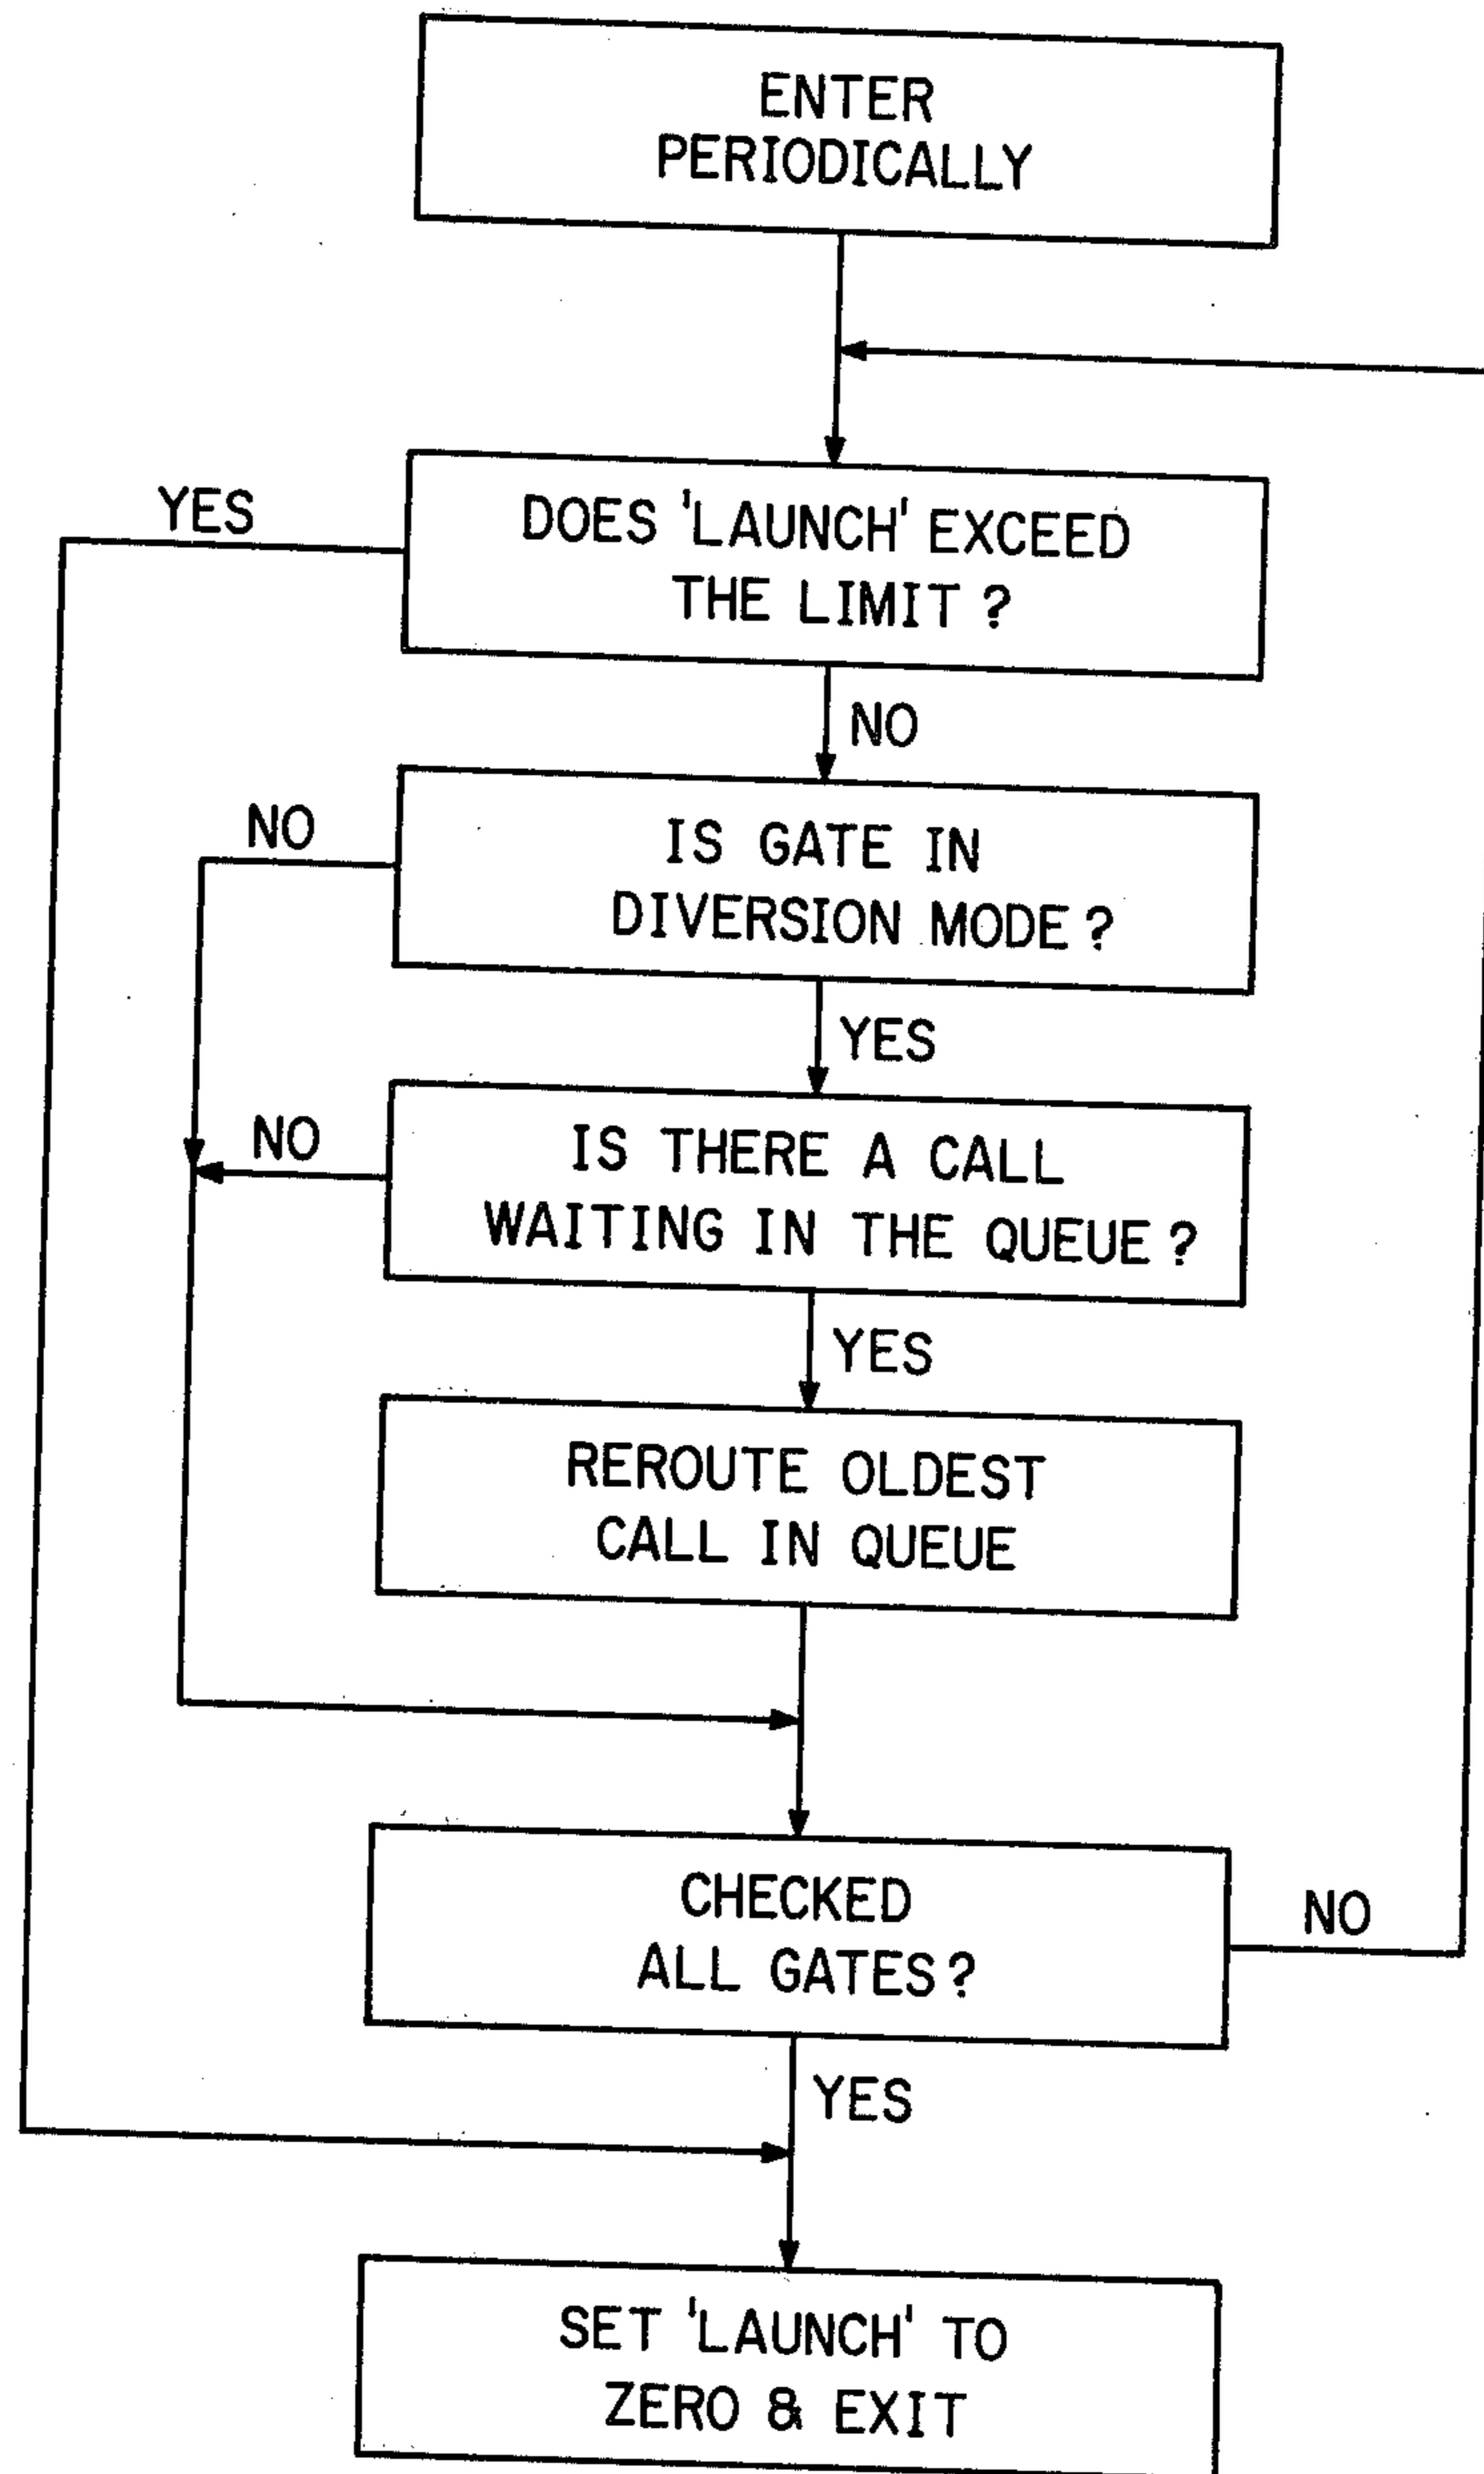 ENTER
PERIODICALLY
YES
DOES 'LAUNCH' EXCEED
THE LIMIT ?
NO
NO
IS GATE IN
DIVERSION MODE ?
YES
NO
IS THERE A CALL
WAITING IN THE QUEUE ?
YES
REROUTE OLDEST
CALL IN QUEUE
CHECKED
ALL GATES ?
NO
YES
SET 'LAUNCH' TO
ZERO & EXIT